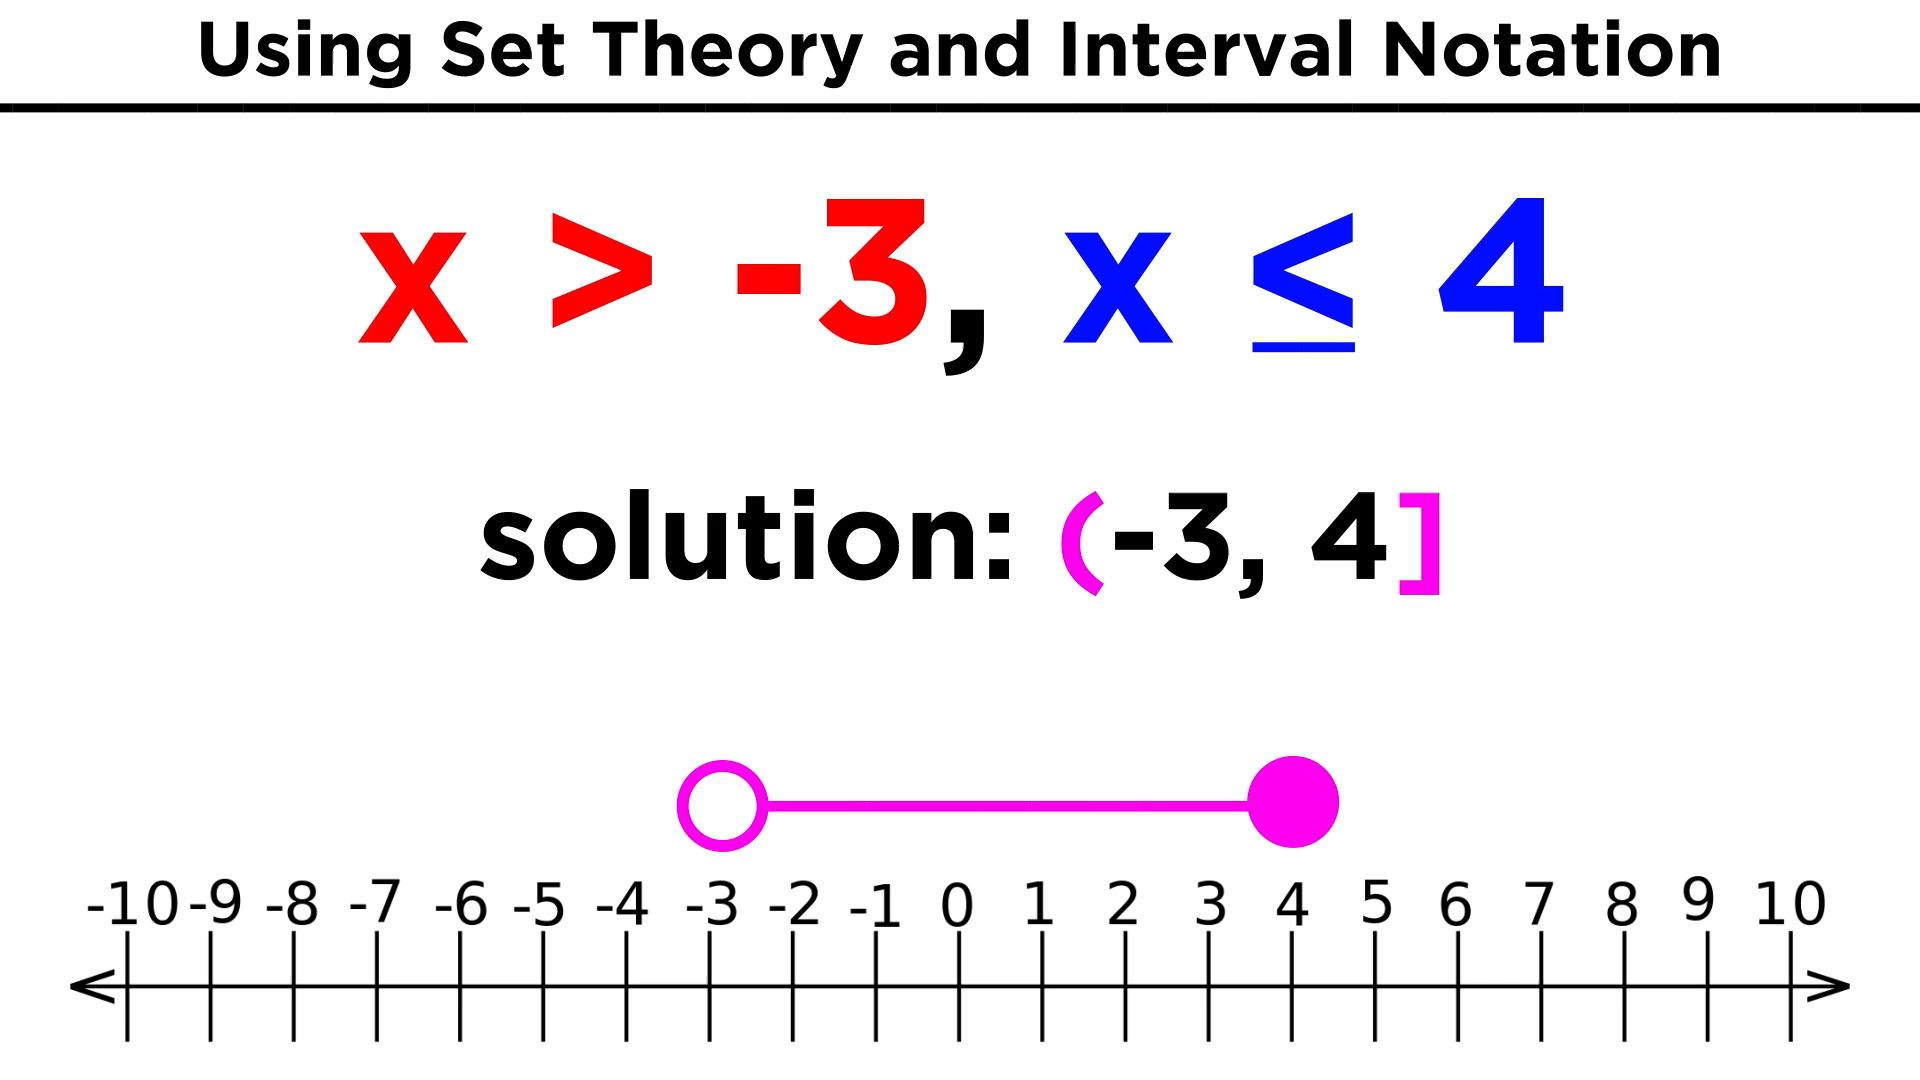 Using Set Theory and Interval Notation
x > -3, x ≤ 4
solution: (-3, 4]
-10 -9 -8 -7 -6 -5 -4 -3 -2 -1 0 1 2 3 4 5 6 7 8 9 10